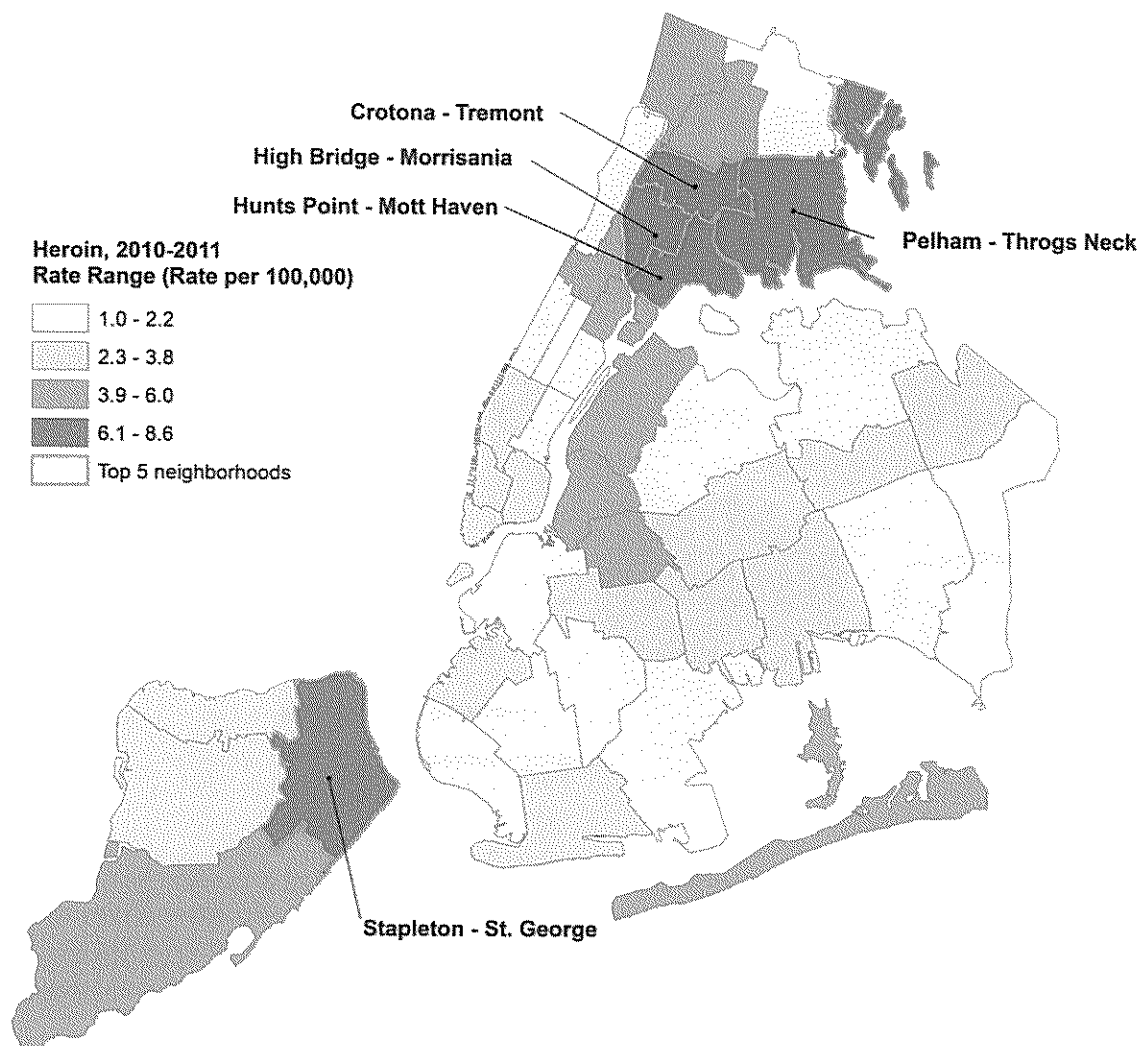 Crotona - Tremont
High Bridge - Morrisania
Hunts Point - Mott Haven
Pelham - Throgs Neck
Heroin, 2010-2011
Rate Range (Rate per 100,000)
1.0 - 2.2
2.3 - 3.8
3.9 - 6.0
6.1 - 8.6
Top 5 neighborhoods
Stapleton - St. George